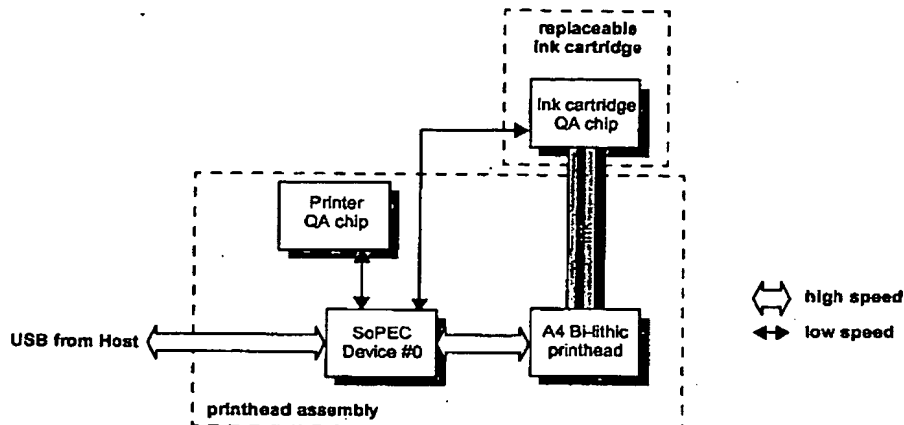 replaceable
ink cartridge
Ink cartridge
QA chip
Printer
QA chip
high speed
USB from Host
SoPEC
Device #0
A4 Bi-lithic
printhead
low speed
printhead assembly